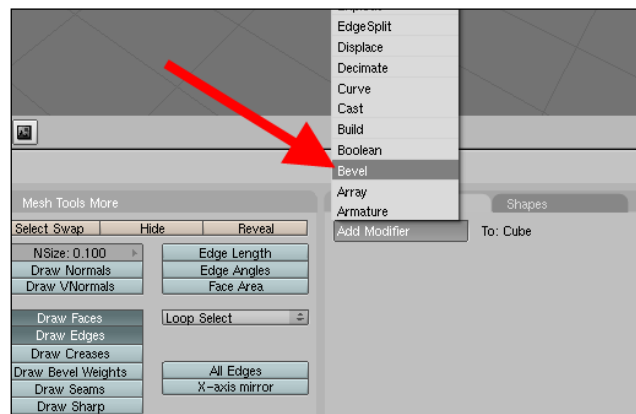 EdgeSplit
Displace
Decimate
Curve
Cast
Build
Boolean
Bevel
Array
Armature
Mesh Tools More
Shapes
Select Swap Hide Reveal
Add Modifier To: Cube
NSize: 0.100
Edge Length
Draw Normals
Edge Angles
Draw VNormals
Face Area
Draw Faces
Loop Select
Draw Edges
Draw Creases
Draw Bevel Weights
All Edges
Draw Seams
X-axis mirror
Draw Sharp